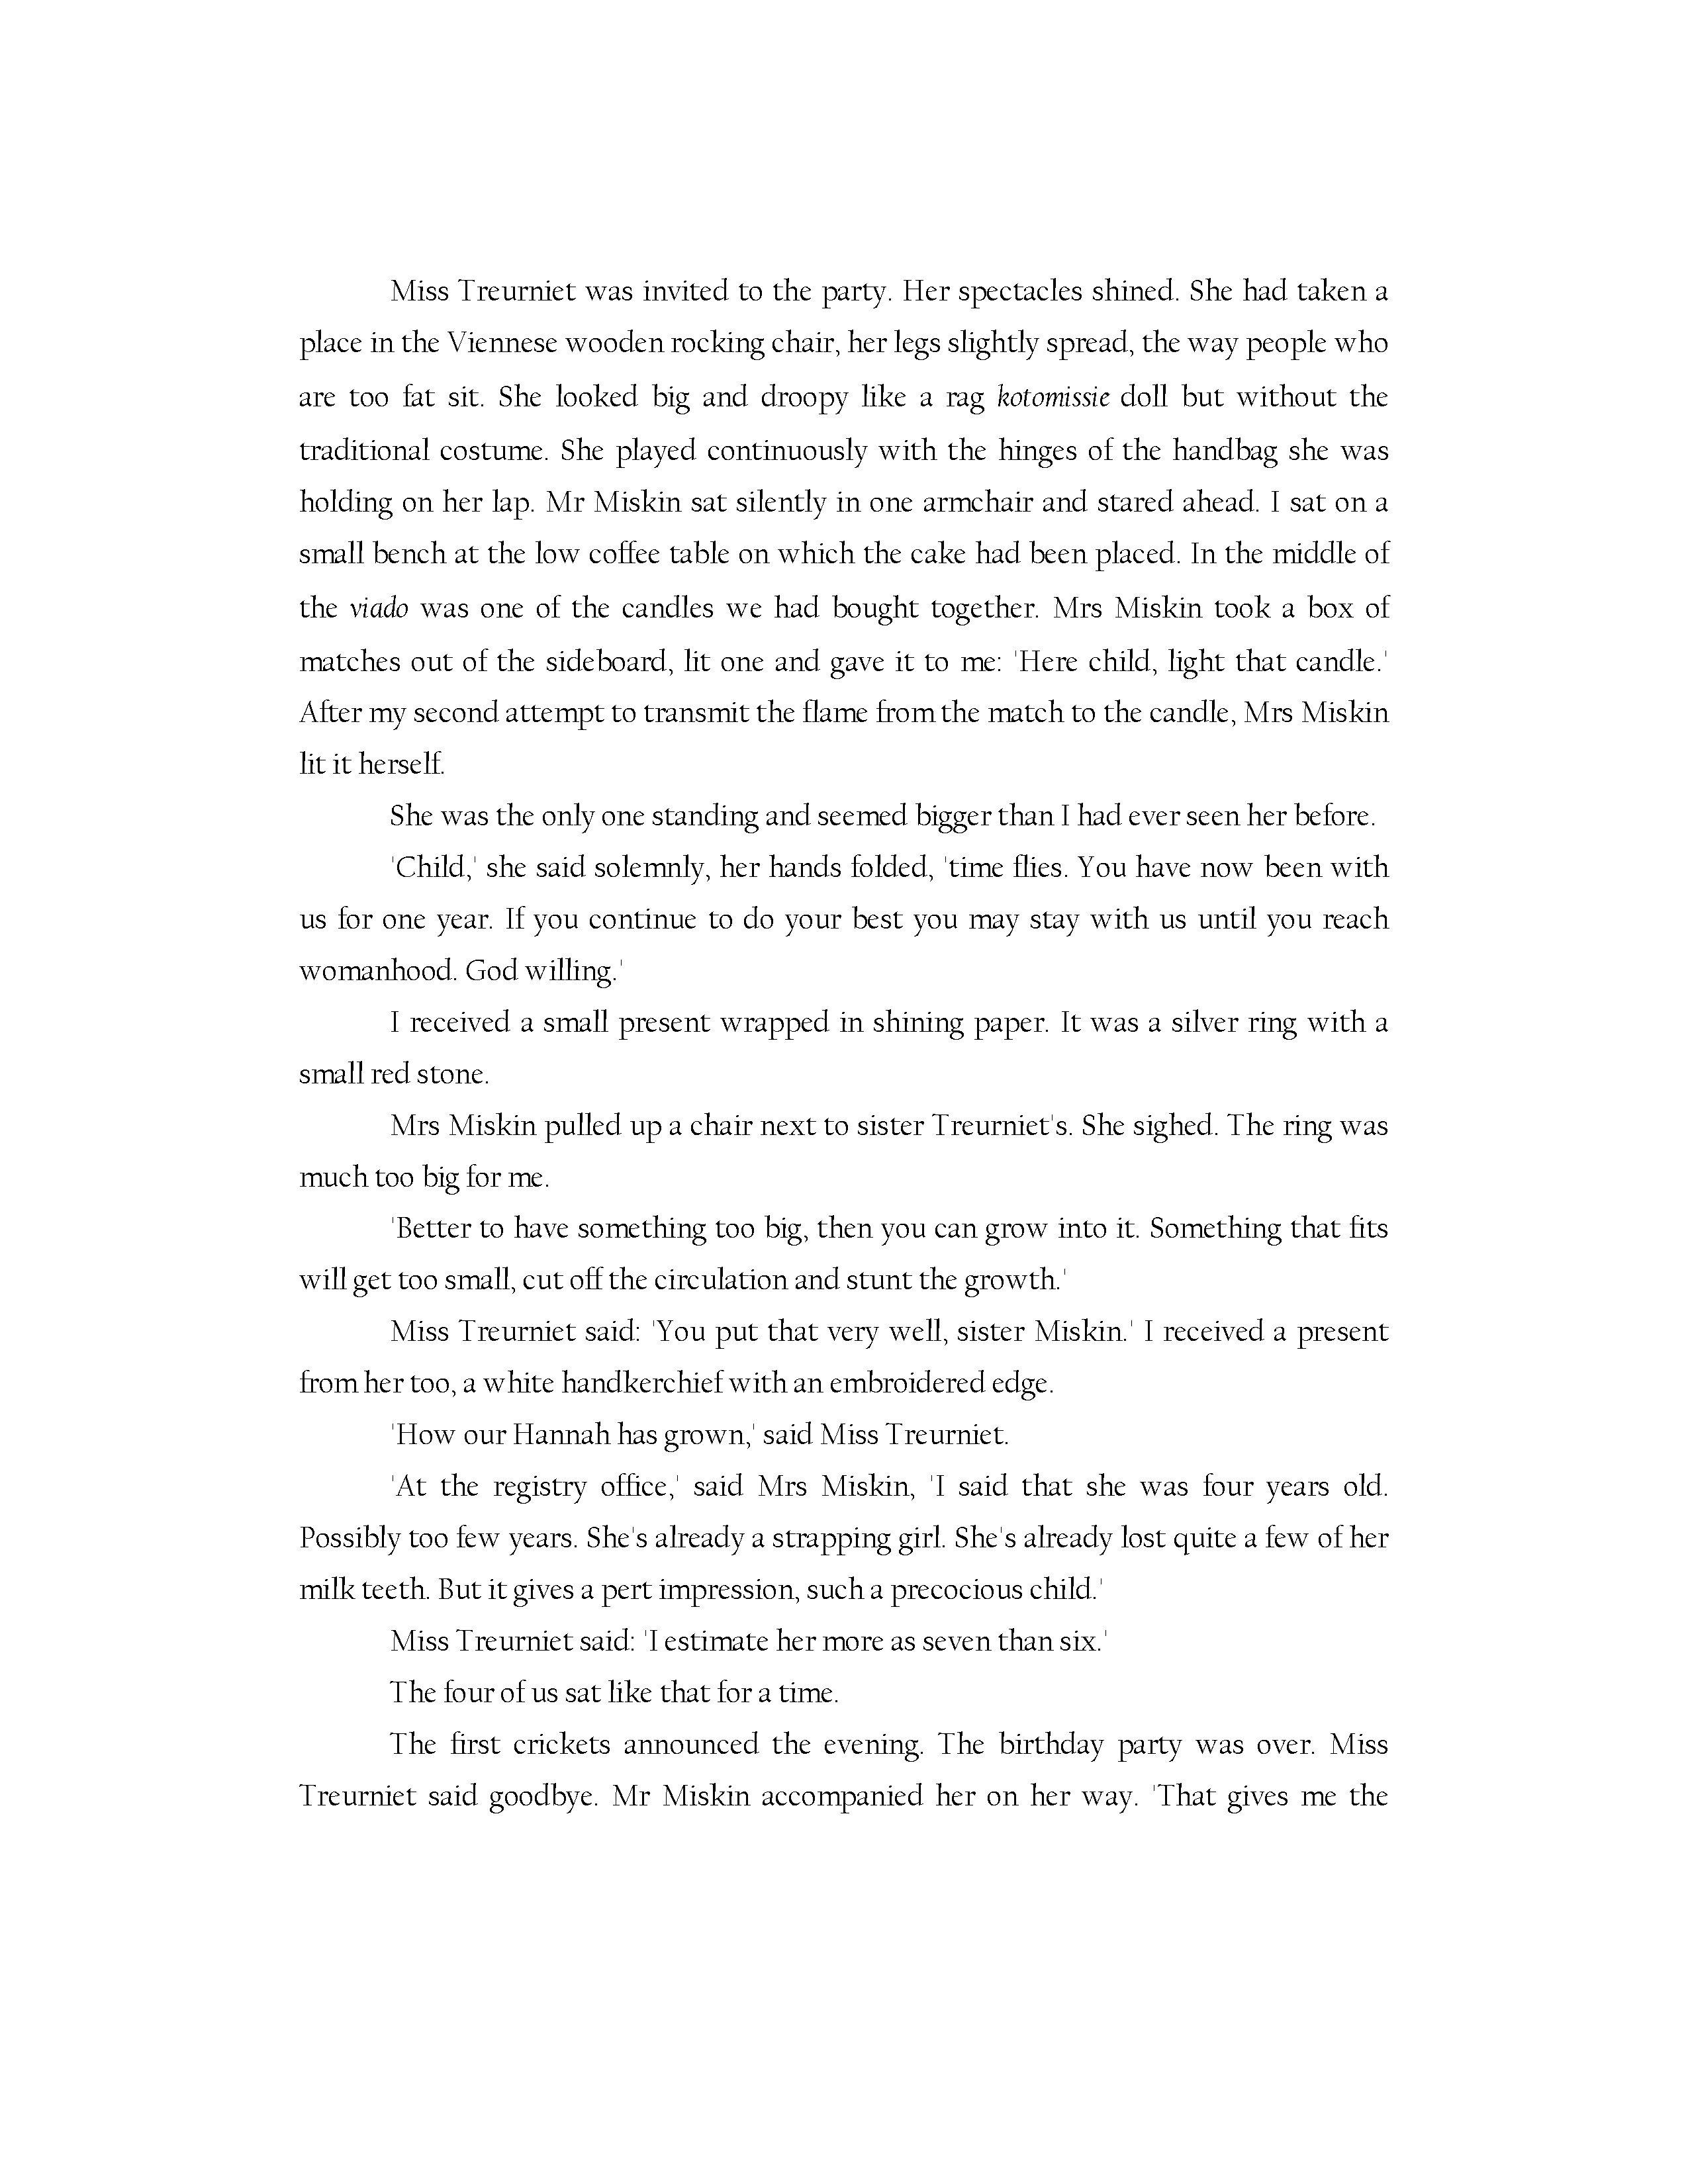 Miss Treurniet was invited to the party. Her spectacles shined. She had taken a
place in the Viennese wooden rocking chair, her legs slightly spread, the way people who
are too fat sit. She looked big and droopy like a rag kotomissie doll but without the
traditional costume. She played continuously with the hinges of the handbag she was
holding on her lap. Mr Miskin sat silently in one armchair and stared ahead. I sat on a
small bench at the low coffee table on which the cake had been placed. In the middle of
the viado was one of the candles we had bought together. Mrs Miskin took a box of
matches out of the sideboard, lit one and gave it to me: 'Here child, light that candle.'
After my second attempt to transmit the flame from the match to the candle, Mrs Miskin
lit it herself.
She was the only one standing and seemed bigger than I had ever seen her before.
'Child,' she said solemnly, her hands folded, 'time flies. You have now been with
us for one year. If you continue to do your best you may stay with us until you reach
womanhood. God willing.'
I received a small present wrapped in shining paper. It was a silver ring with a
small red stone.
Mrs Miskin pulled up a chair next to sister Treurniet's. She sighed. The ring was
much too big for me.
'Better to have something too big, then you can grow into it. Something that fits
will get too small, cut off the circulation and stunt the growth.'
Miss Treurniet said: 'You put that very well, sister Miskin.' I received a present
from her too, a white handkerchief with an embroidered edge.
'How our Hannah has grown,' said Miss Treurniet.
'At the registry office,' said Mrs Miskin, 'I said that she was four years old.
Possibly too few years. She's already a strapping girl. She's already lost quite a few of her
milk teeth. But it gives a pert impression, such a precocious child.'
Miss Treurniet said: 'I estimate her more as seven than six.'
The four of us sat like that for a time.
The first crickets announced the evening. The birthday party was over. Miss
Treurniet said goodbye. Mr Miskin accompanied her on her way. 'That gives me the